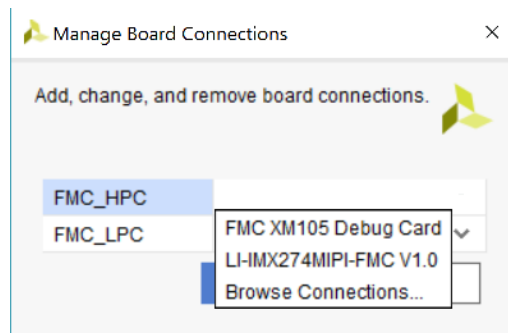 Manage Board Connections
Add, change, and remove board connections.
FMC_HPC
FMC_LPC
FMC XM105 Debug Card
LI-IMX274MIPI-FMC V1.0
Browse Connections...